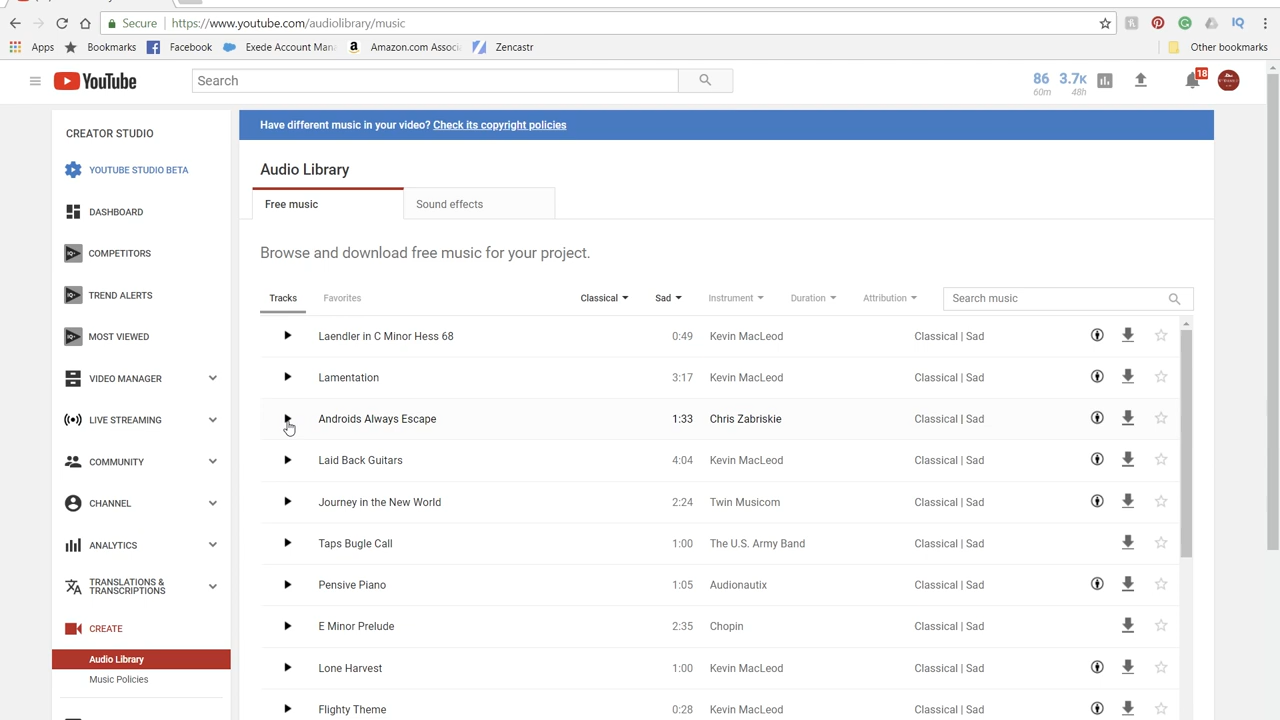 Secure https://www.youtube.com/audiolibrary/music IQ
Apps Bookmarks Facebook Exede Account Man Amazon.com Assoc Zencastr Other bookmarks
YouTube Search 86 3.7K 18
60m 48h
Have different music in your video? Check its copyright policies
CREATOR STUDIO
YOUTUBE STUDIO BETA
DASHBOARD
COMPETITORS
TREND ALERTS
MOST VIEWED
VIDEO MANAGER
LIVE STREAMING
COMMUNITY
CHANNEL
ANALYTICS
TRANSLATIONS &
TRANSCRIPTIONS
CREATE
Audio Library
Music Policies
Audio Library
Free music Sound effects
Browse and download free music for your project.
Tracks Favorites Classical Sad Instrument Duration Attribution Search music
Laendler in C Minor Hess 68 0:49 Kevin MacLeod Classical | Sad
Lamentation 3:17 Kevin MacLeod Classical | Sad
Androids Always Escape 1:33 Chris Zabriskie Classical | Sad
Laid Back Guitars 4:04 Kevin MacLeod Classical | Sad
Journey in the New World 2:24 Twin Musicom Classical | Sad
Taps Bugle Call 1:00 The U.S. Army Band Classical | Sad
Pensive Piano 1:05 Audionautix Classical | Sad
E Minor Prelude 2:35 Chopin Classical | Sad
Lone Harvest 1:00 Kevin MacLeod Classical | Sad
Flighty Theme 0:28 Kevin MacLeod Classical | Sad